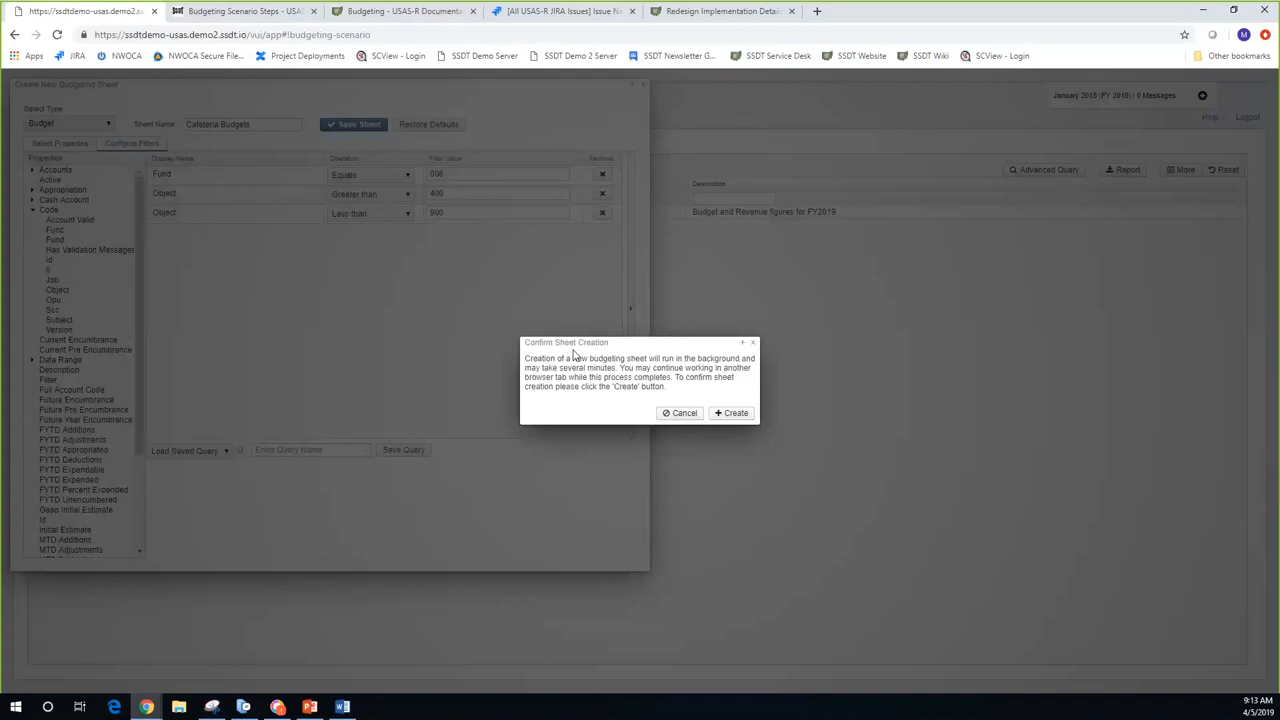 https://ssdtdemo-usas.demo2.ss
Budgeting Scenario Steps - USAS
Budgeting - USAS-R Documenta
[All USAS-R JIRA Issues] Issue Na
Redesign Implementation Detail
https://ssdtdemo-usas.demo2.ssdt.io/vui/app#!budgeting-scenario
Apps
JIRA
NWOCA
NWOCA Secure File...
Project Deployments
SCView - Login
SSDT Demo Server
SSDT Demo 2 Server
SSDT Newsletter G...
SSDT Service Desk
SSDT Website
SSDT Wiki
SCView - Login
Other bookmarks
Create New Budgeting Sheet
January 2018 (FY 2018) | 0 Messages
Select Type
Help
Logout
Budget
Sheet Name
Cafeteria Budgets
Save Sheet
Restore Defaults
Select Properties
Configure Filters
Properties
Display Name
Operation
Filter Value
Remove
Accounts
Active
Appropriation
Cash Account
Code
Account Valid
Func
Fund
Has Validation Messages
Id
Il
Job
Object
Opu
Scc
Subject
Version
Current Encumbrance
Current Pre Encumbrance
Date Range
Description
Filter
Full Account Code
Future Encumbrance
Future Pre Encumbrance
Future Year Encumbrance
FYTD Additions
FYTD Adjustments
FYTD Appropriated
FYTD Deductions
FYTD Expendable
FYTD Expended
FYTD Percent Expended
FYTD Unencumbered
Gaap Initial Estimate
Id
Initial Estimate
MTD Additions
MTD Adjustments
Fund
Equals
006
Object
Greater than
400
Object
Less than
900
Load Saved Query
Enter Query Name
Save Query
Advanced Query
Report
More
Reset
Description
Budget and Revenue figures for FY2019
Confirm Sheet Creation
Creation of a new budgeting sheet will run in the background and
may take several minutes. You may continue working in another
browser tab while this process completes. To confirm sheet
creation please click the 'Create' button.
Cancel
Create
9:13 AM
4/5/2019